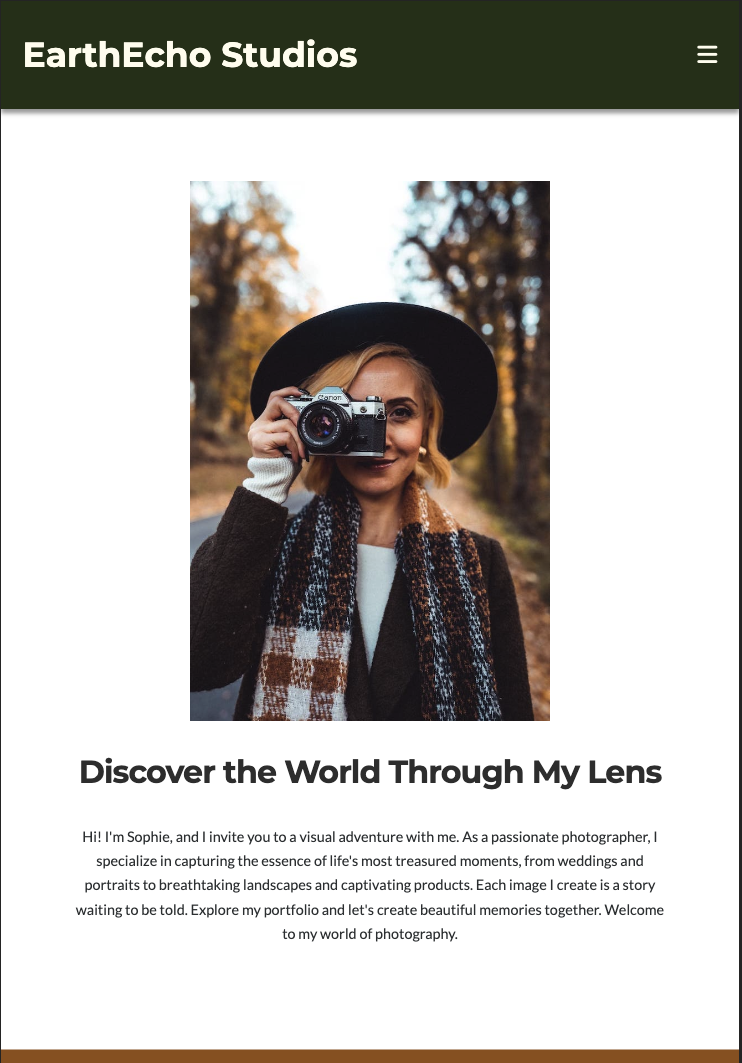 EarthEcho Studios
Canon
Discover the World Through My Lens
Hi! I'm Sophie, and I invite you to a visual adventure with me. As a passionate photographer, I
specialize in capturing the essence of life's most treasured moments, from weddings and
portraits to breathtaking landscapes and captivating products. Each image I create is a story
waiting to be told. Explore my portfolio and let's create beautiful memories together. Welcome
to my world of photography.